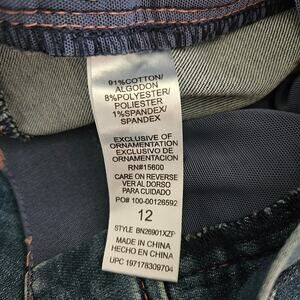 91%COTTON/
ALGODON
8%POLYESTER/
POLIESTER
1%SPANDEX/
SPANDEX
EXCLUSIVE OF
ORNAMENTATION
EXCLUSIVO DE
ORNAMENTACION
RN#15600
CARE ON REVERSE
VER AL DORSO
PARA CUIDADO
PO# 100-00126592
12
STYLE BN26901XZF
MADE IN CHINA
HECHO EN CHINA
UPC 197178309704